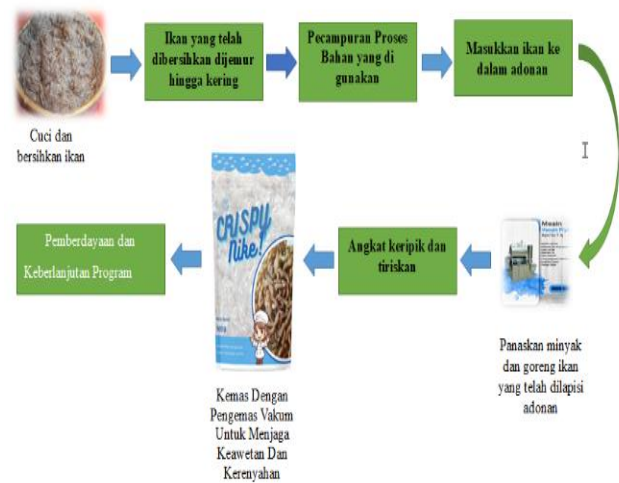 Cuci dan
bersihkan ikan
Ikan yang telah
dibersihkan dijemur
hingga kering
Pecampuran Proses
Bahan yang di
gunakan
Masukkan ikan ke
dalam adonan
Panaskan minyak
dan goreng ikan
yang telah dilapisi
adonan
Angkat keripik dan
tiriskan
CRISPY
Nike!
Kemas Dengan
Pengemas Vakum
Untuk Menjaga
Keawetan Dan
Kerenyahan
Pemberdayaan dan
Keberlanjutan Program